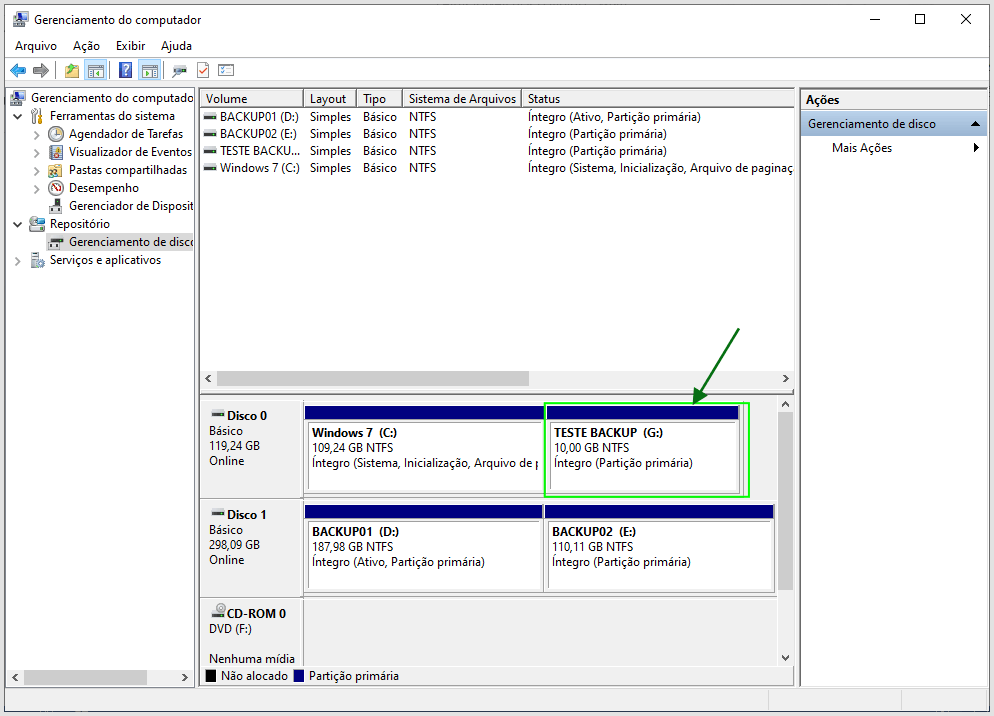 Gerenciamento do computador
Arquivo Ação Exibir Ajuda
Gerenciamento do computado
Ferramentas do sistema
Agendador de Tarefas
Visualizador de Eventos
Pastas compartilhadas
Desempenho
Gerenciador de Disposit
Repositório
Gerenciamento de disco
Serviços e aplicativos
Volume Layout Tipo Sistema de Arquivos Status
BACKUP01 (D:) Simples Básico NTFS Íntegro (Ativo, Partição primária)
BACKUP02 (E:) Simples Básico NTFS Íntegro (Partição primária)
TESTE BACKU... Simples Básico NTFS Íntegro (Partição primária)
Windows 7 (C:) Simples Básico NTFS Íntegro (Sistema, Inicialização, Arquivo de paginaç
Disco 0
Básico
119,24 GB
Online
Windows 7 (C:)
109,24 GB NTFS
Íntegro (Sistema, Inicialização, Arquivo de p
TESTE BACKUP (G:)
10,00 GB NTFS
Íntegro (Partição primária)
Disco 1
Básico
298,09 GB
Online
BACKUP01 (D:)
187,98 GB NTFS
Íntegro (Ativo, Partição primária)
BACKUP02 (E:)
110,11 GB NTFS
Íntegro (Partição primária)
CD-ROM 0
DVD (F:)
Nenhuma mídia
Não alocado Partição primária
Ações
Gerenciamento de disco
Mais Ações